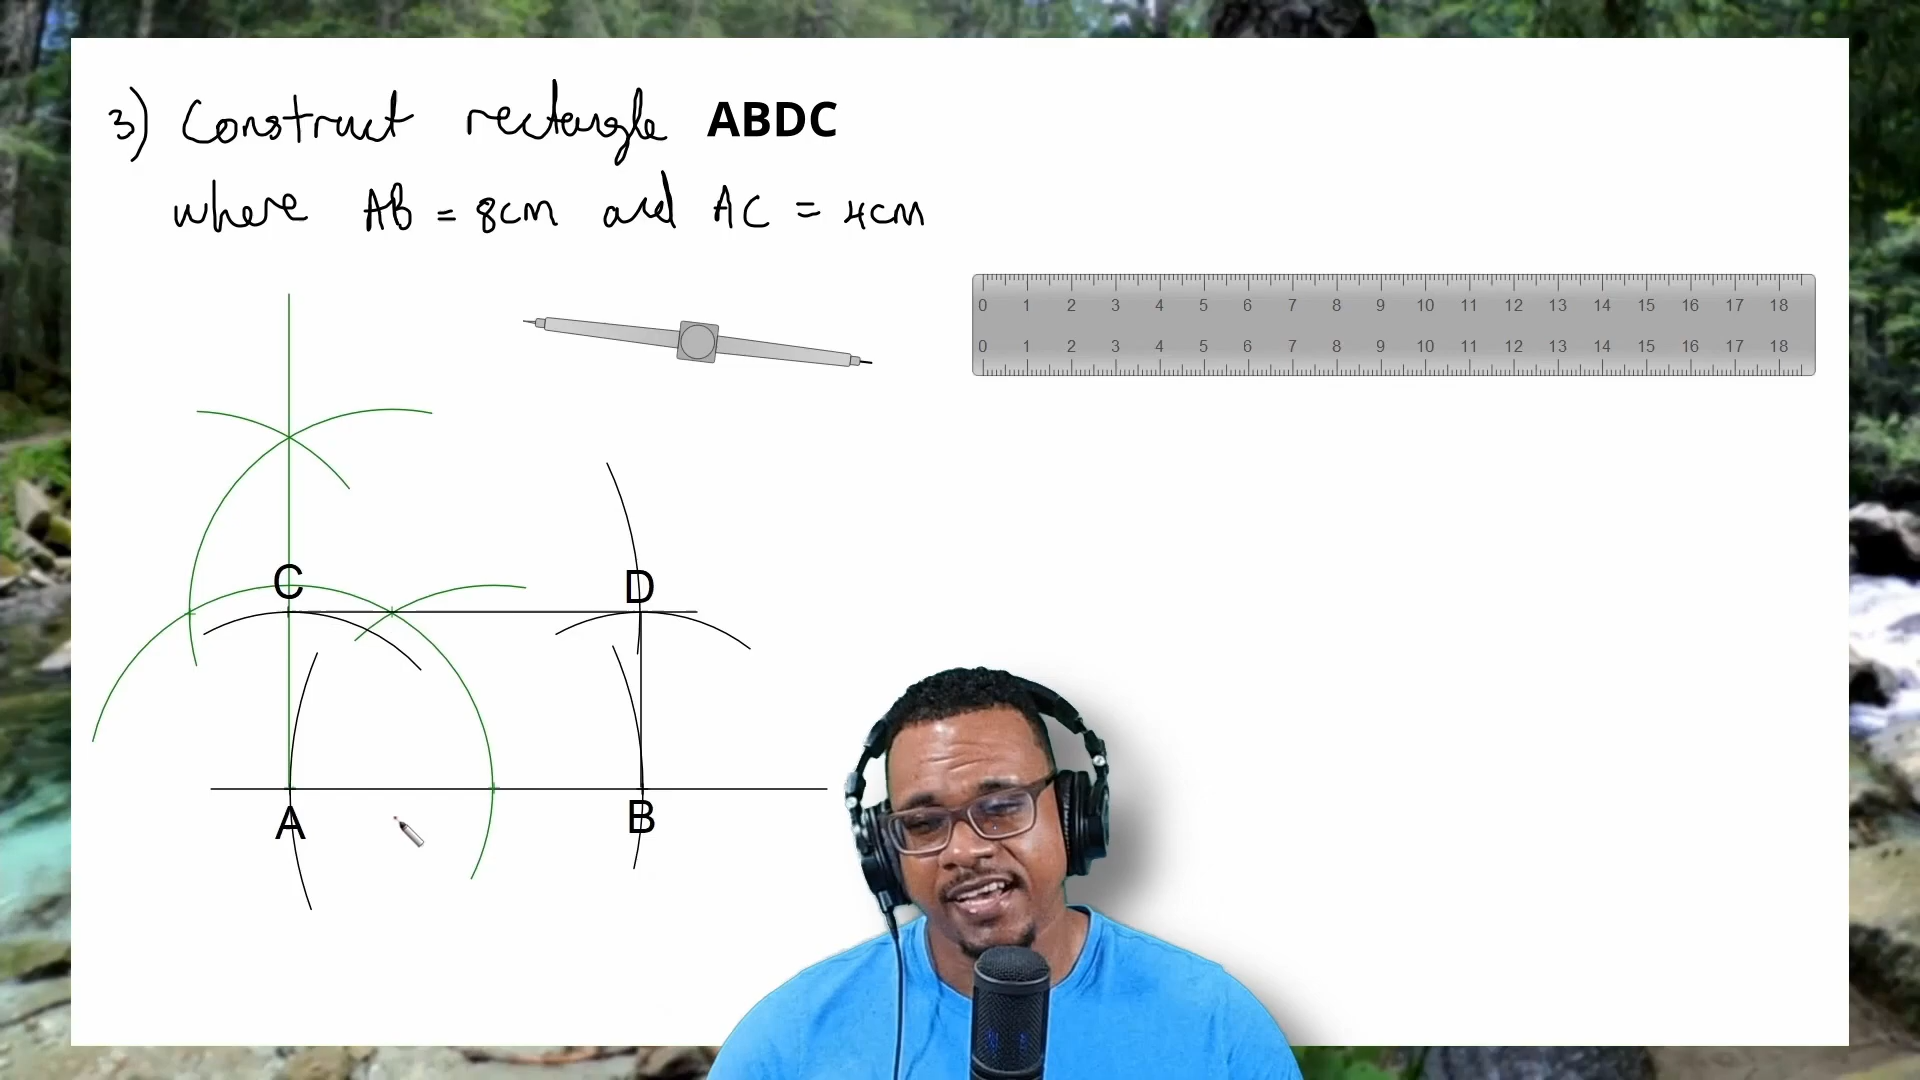 3) Construct rectangle ABDC
where AB = 8cm and AC = 4cm
0 1 2 3 4 5 6 7 8 9 10 11 12 13 14 15 16 17 18
0 1 2 3 4 5 6 7 8 9 10 11 12 13 14 15 16 17 18
C D
A B